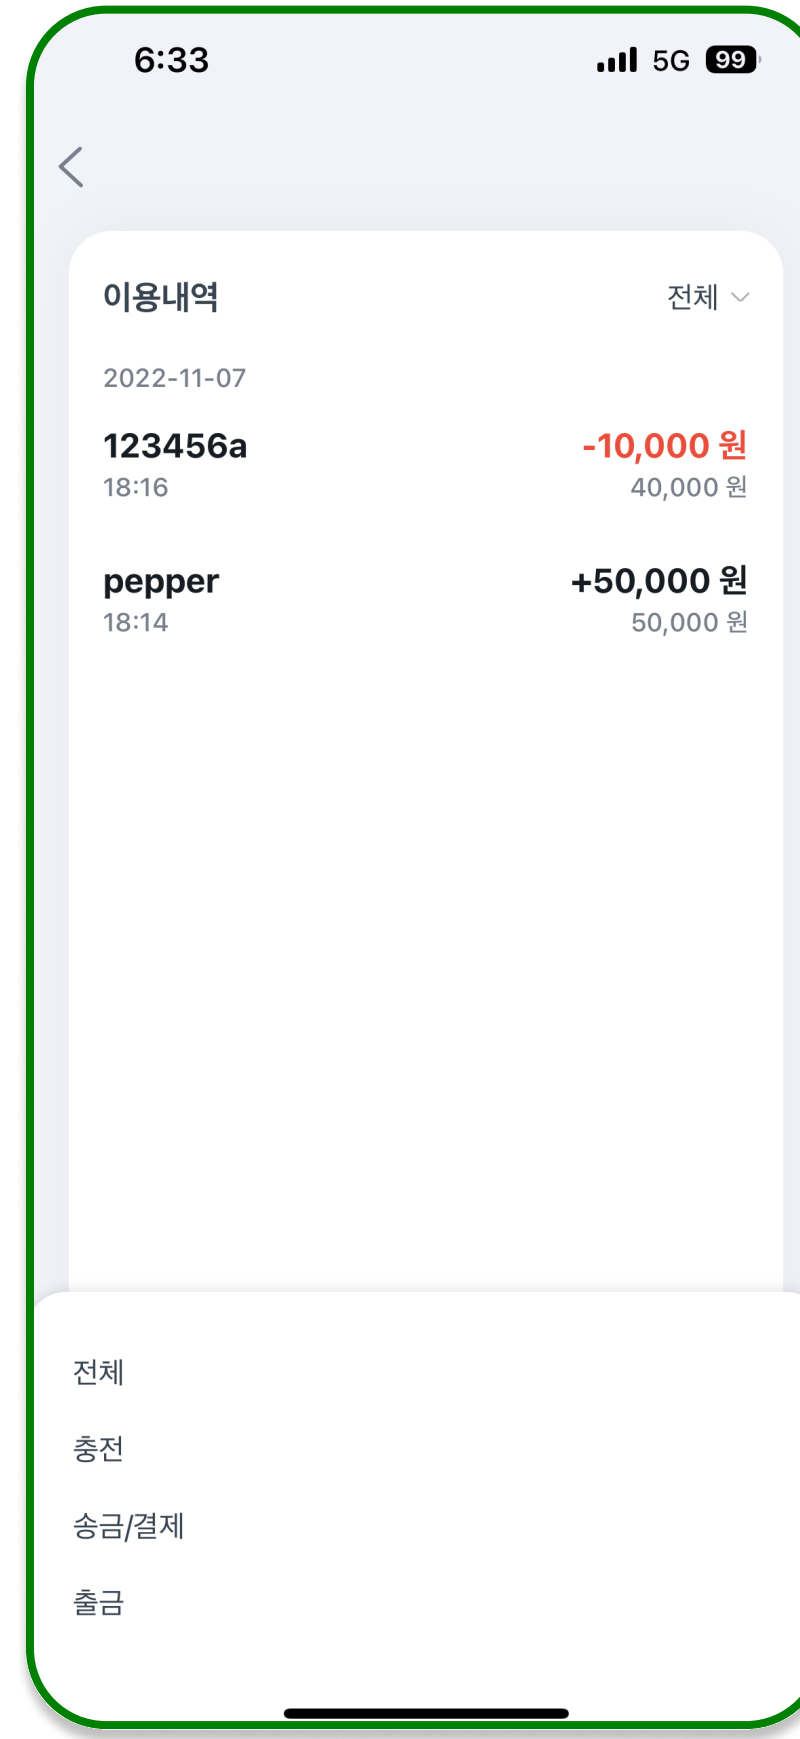 6:33 5G 99
이용내역 전체
2022-11-07
123456a -10,000 원
18:16 40,000 원
pepper +50,000 원
18:14 50,000 원
전체
충전
송금/결제
출금